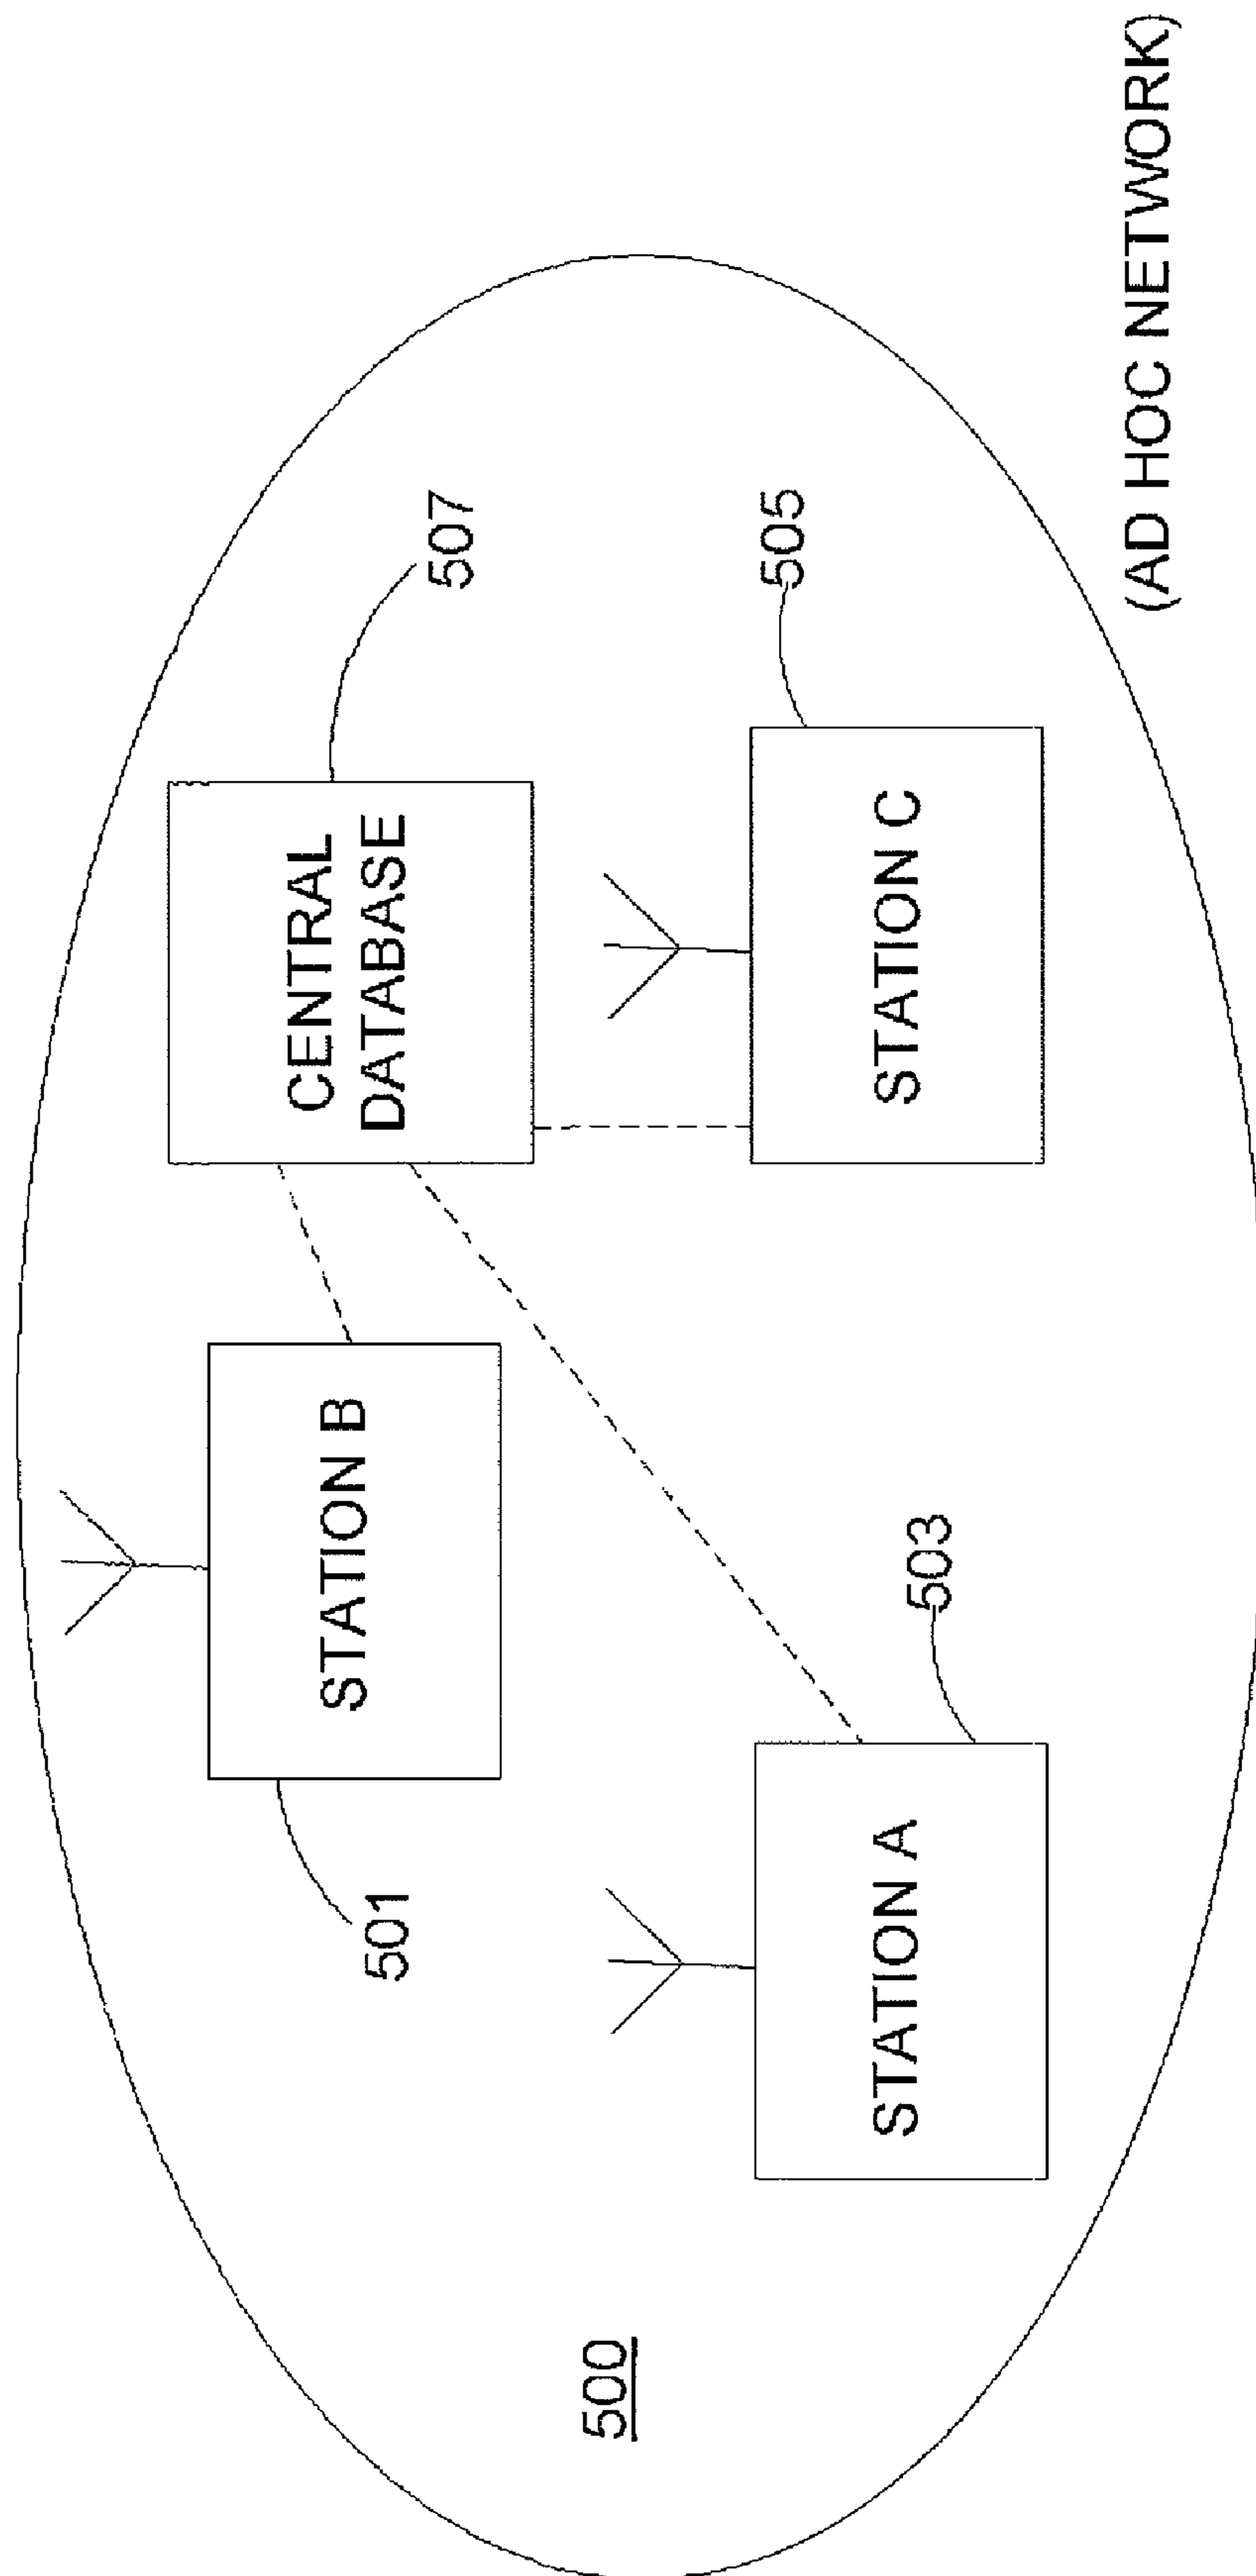 501
STATION B
CENTRAL
DATABASE
507
500
STATION A
503
STATION C
505
(AD HOC NETWORK)